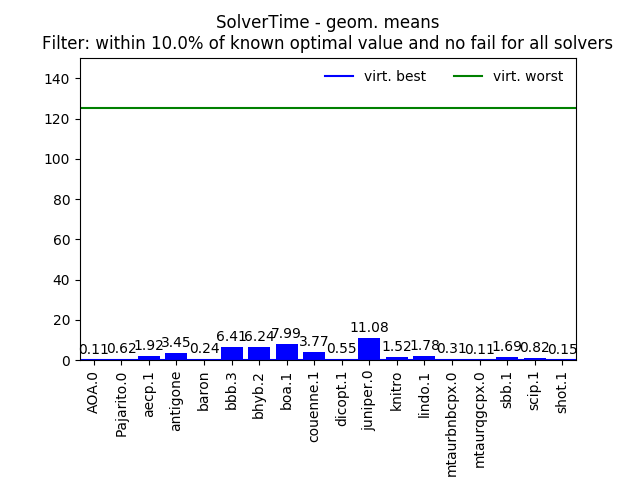 SolverTime - geom. means
Filter: within 10.0% of known optimal value and no fail for all solvers
virt. best
virt. worst
140
120
100
80
60
40
20
0
0.11
0.62
1.92
3.45
0.24
6.41
6.24
7.99
3.77
0.55
11.08
1.52
1.78
0.31
0.11
1.69
0.82
0.15
AOA.0
Pajarito.0
aecp.1
antigone
baron
bbb.3
bhyb.2
boa.1
couenne.1
dicopt.1
juniper.0
knitro
lindo.1
mtaurbnbcpx.0
mtaurqgcpx.0
sbb.1
scip.1
shot.1